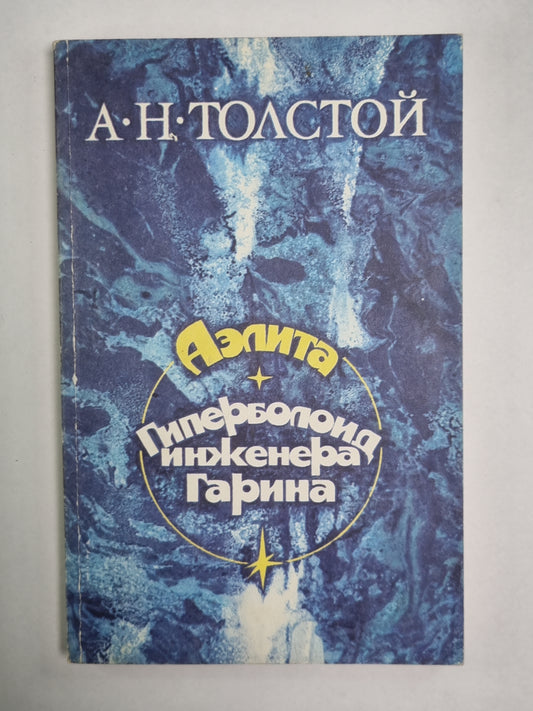 А·Н·ТОЛСТОЙ
Аэлита
Гиперболоид
инженера
Гарина